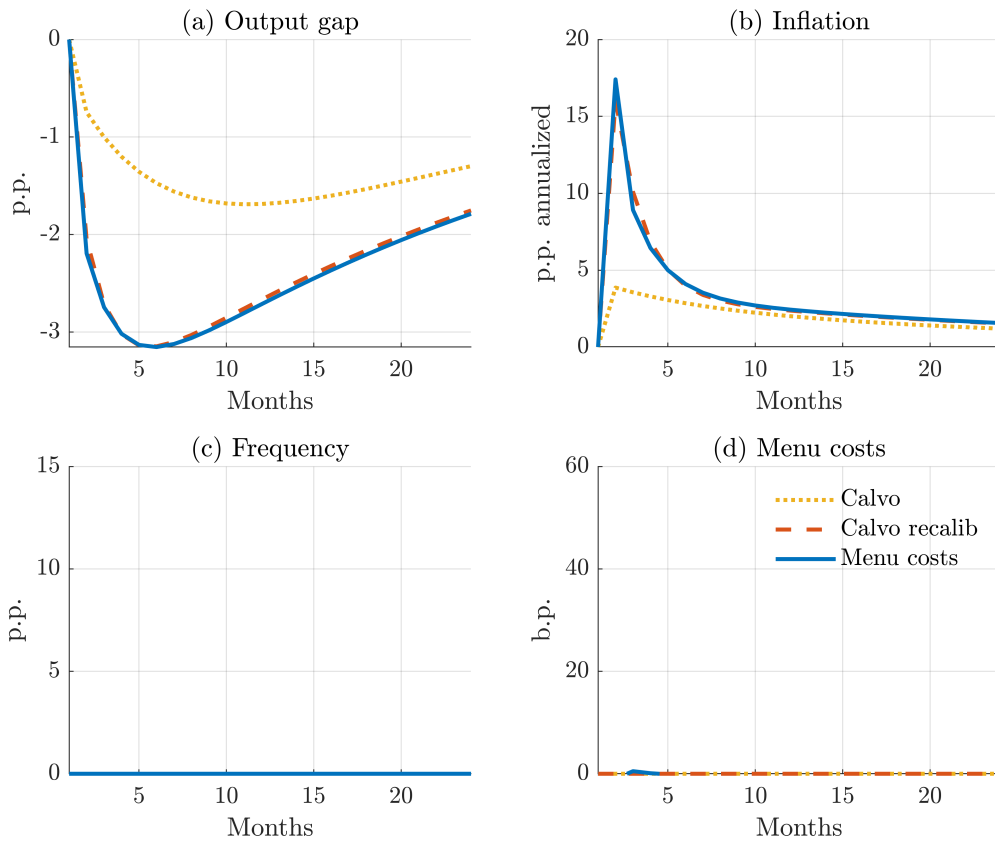 (a) Output gap
p.p.
0
-1
-2
-3
5 10 15 20
Months
(b) Inflation
p.p. annualized
20
15
10
5
0
5 10 15 20
Months
(c) Frequency
p.p.
15
10
5
0
5 10 15 20
Months
(d) Menu costs
b.p.
60
40
20
0
Calvo
Calvo recalib
Menu costs
5 10 15 20
Months